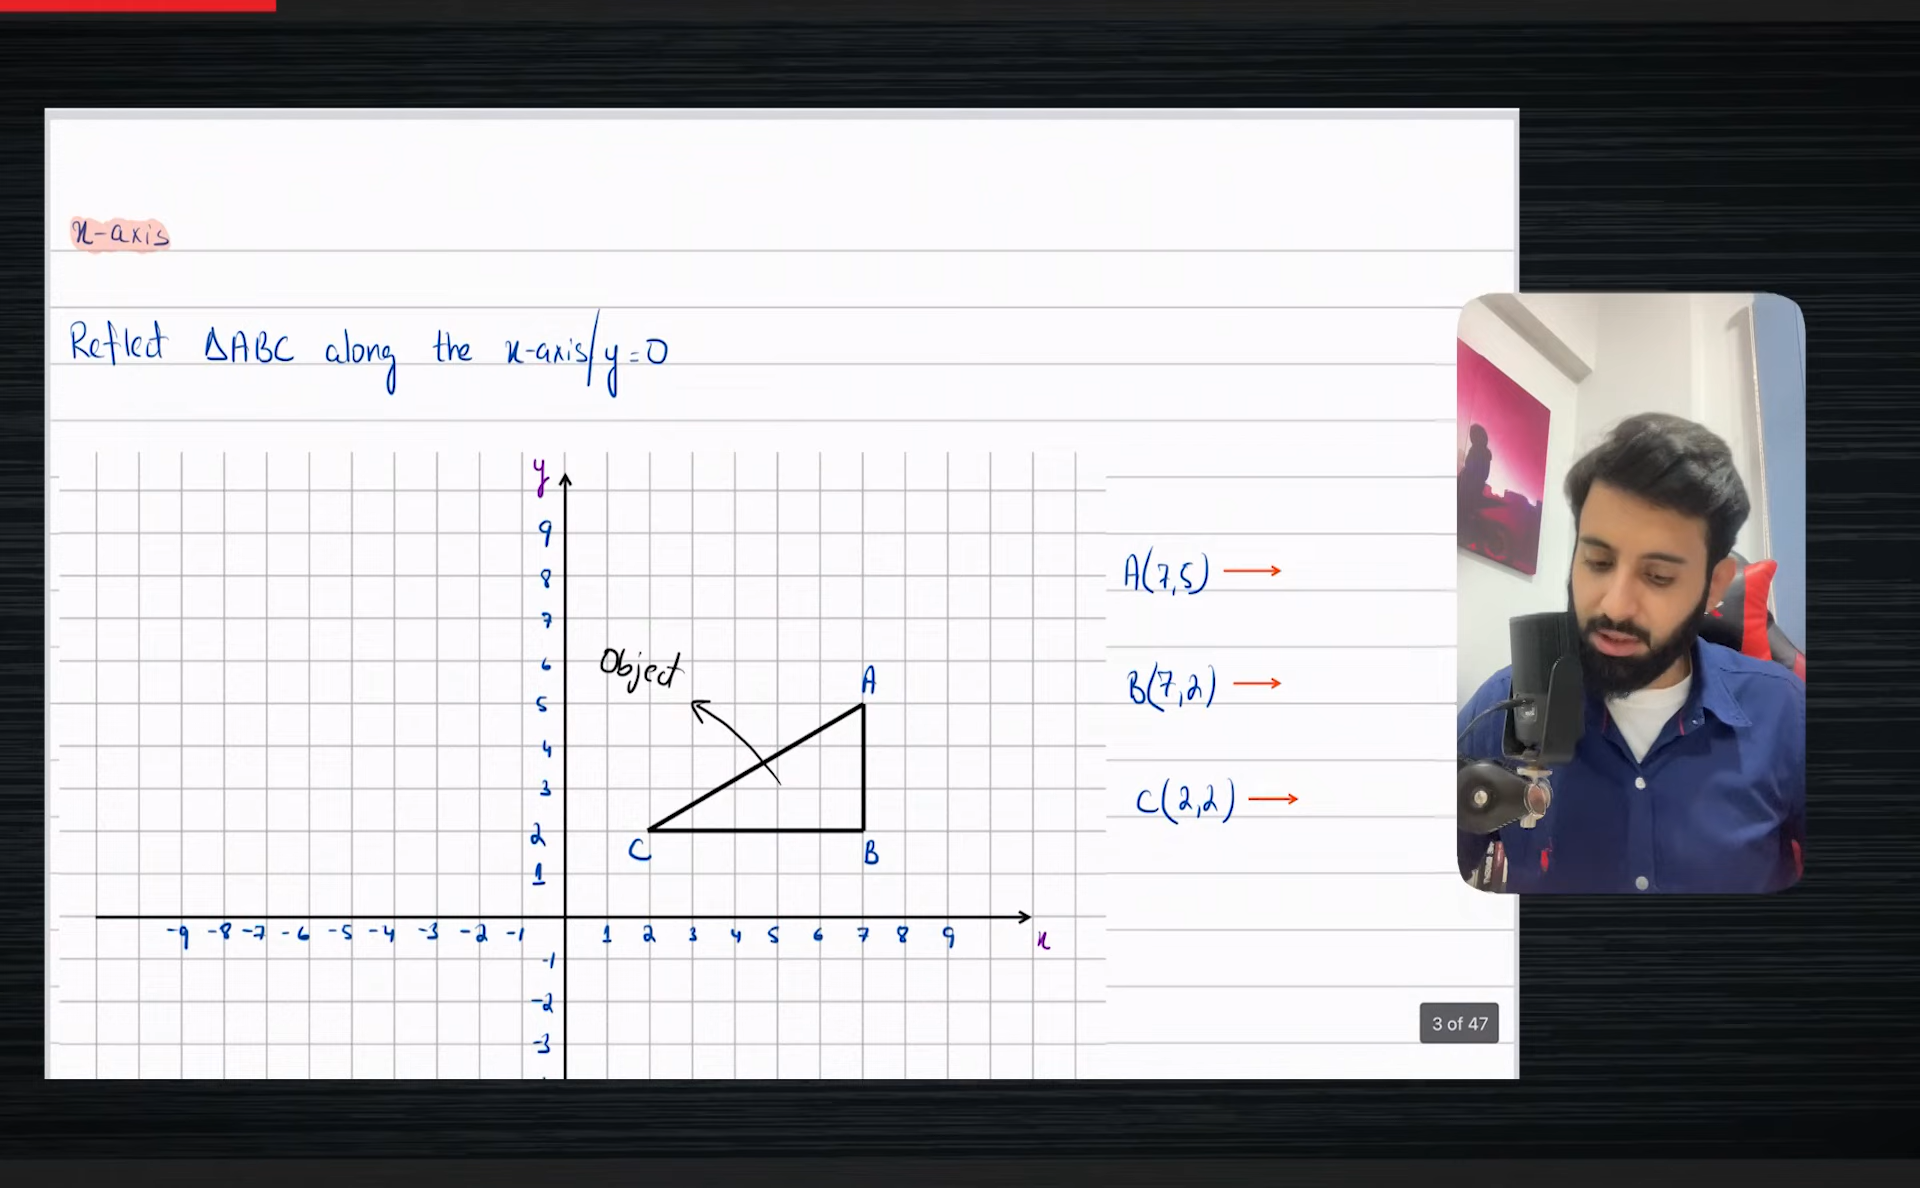 x-axis
Reflect △ABC along the x-axis/y=0
y
9
8
7
6
5
4
3
2
1
Object
A
C
B
-9 -8 -7 -6 -5 -4 -3 -2 -1 1 2 3 4 5 6 7 8 9
x
-1
-2
-3
A(7,5) →
B(7,2) →
C(2,2) →
3 of 47